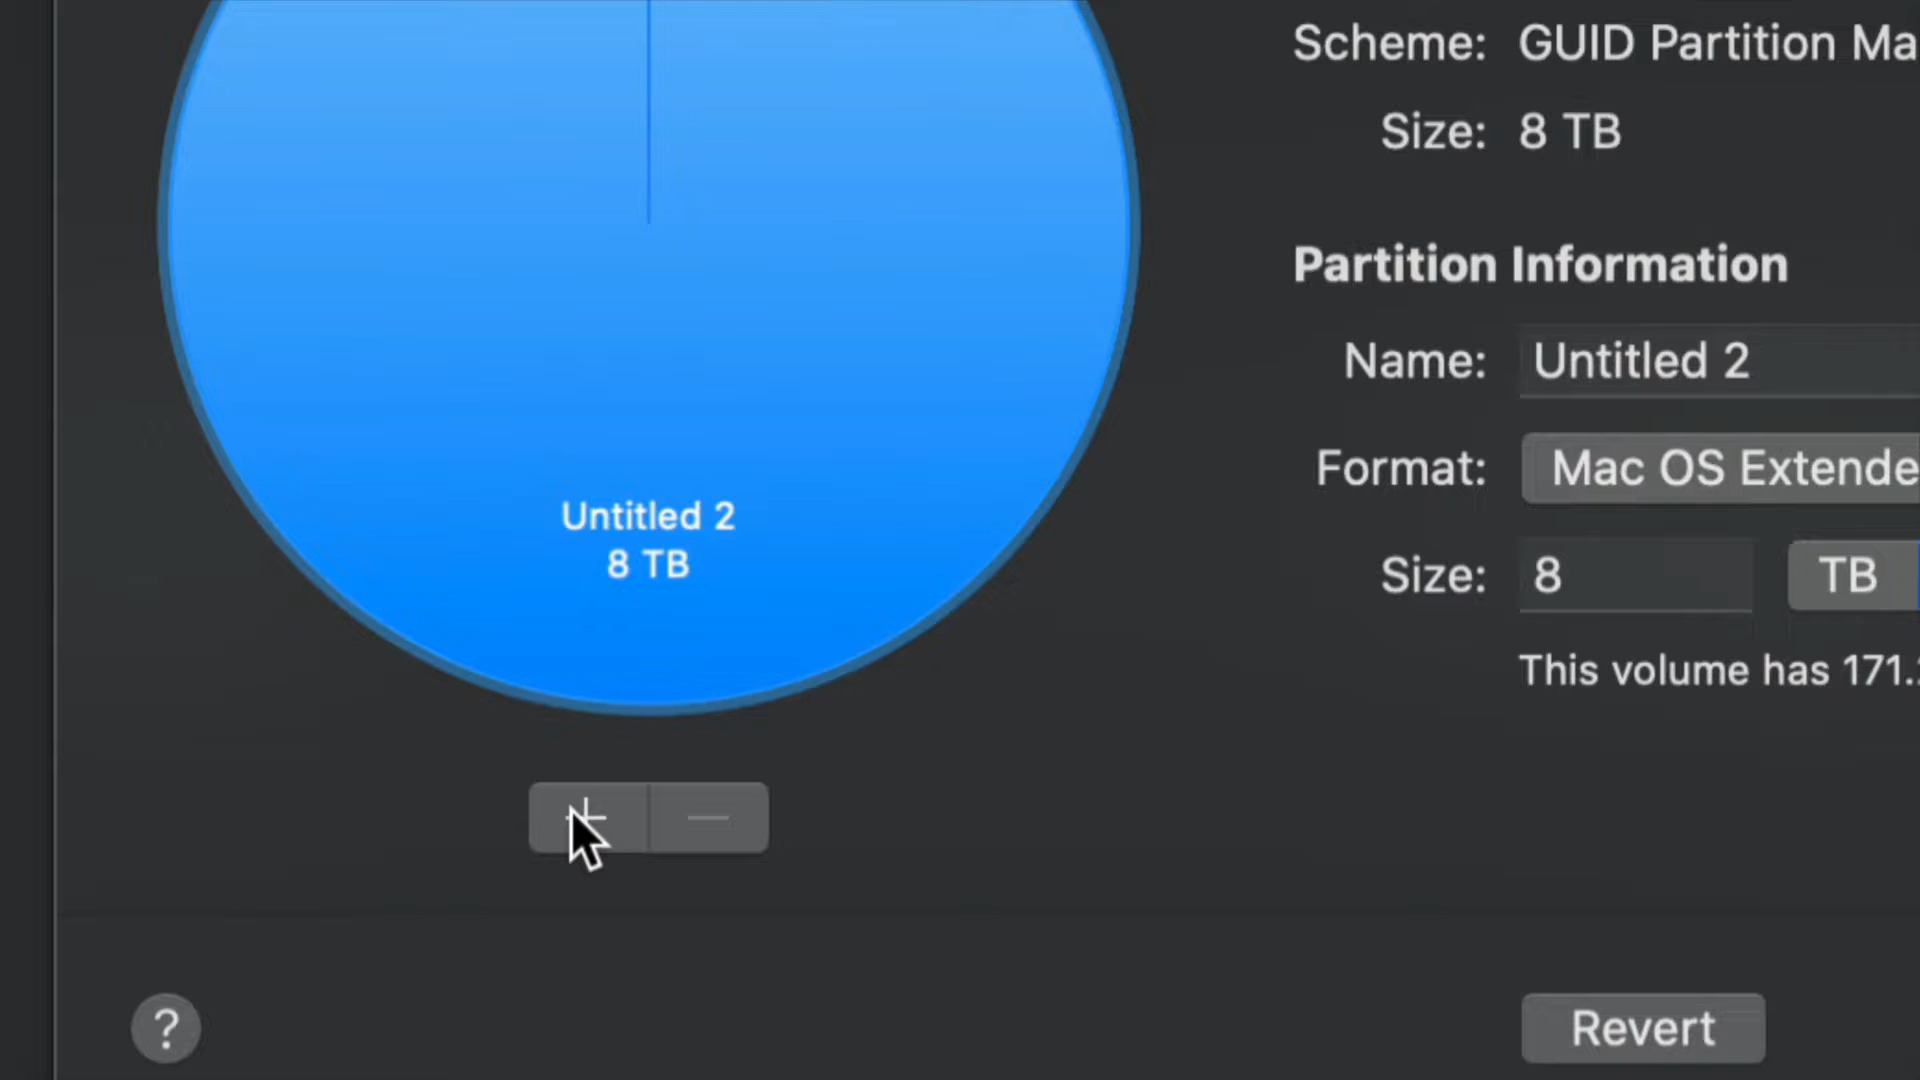 Scheme: GUID Partition Ma
Size: 8 TB
Partition Information
Name: Untitled 2
Format: Mac OS Extende
Size: 8 TB
This volume has 171.
Untitled 2
8 TB
?
Revert